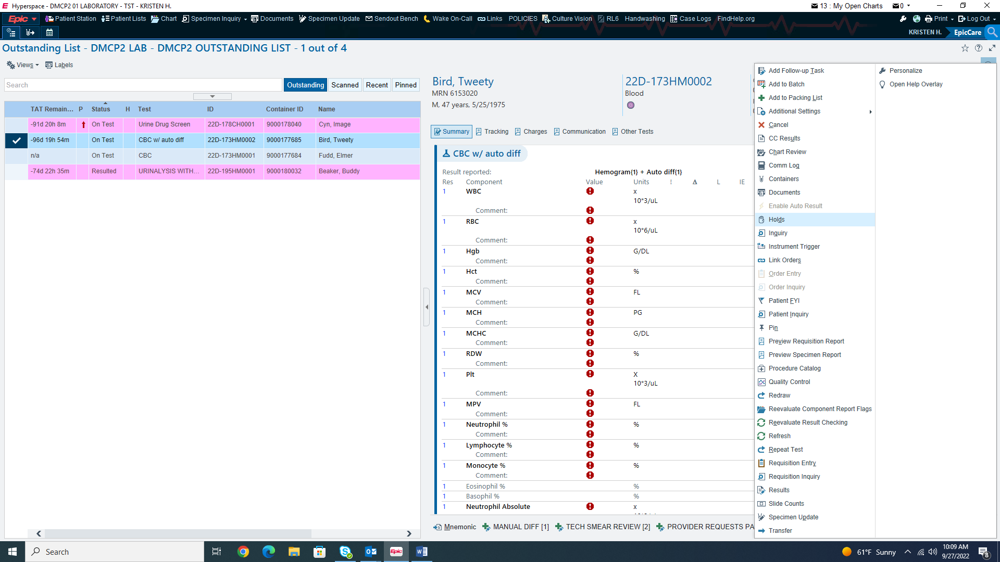 Hyperspace - DMCP2 01 LABORATORY - TST - KRISTEN H.
13 : My Open Charts
0
Epic
Patient Station
Patient Lists
Chart
Specimen Inquiry
Documents
Specimen Update
Sendout Bench
Wake On-Call
Links
POLICIES
Culture Vision
RL6
Handwashing
Case Logs
FindHelp.org
Print
Log Out
KRISTEN H.
EpicCare
Outstanding List - DMCP2 LAB - DMCP2 OUTSTANDING LIST - 1 out of 4
Views
Labels
Search
Outstanding
Scanned
Recent
Pinned
TAT Remain... P Status H Test ID Container ID Name
-91d 20h 8m On Test Urine Drug Screen 22D-178CH0001 9000178040 Cyn, Image
-96d 19h 54m On Test CBC w/ auto diff 22D-173HM0002 9000177685 Bird, Tweety
n/a On Test CBC 22D-173HM0001 9000177684 Fudd, Elmer
-74d 22h 35m Resulted URINALYSIS WITH... 22D-195HM0001 9000180032 Beaker, Buddy
Bird, Tweety
MRN 6153020
M, 47 years, 5/25/1975
22D-173HM0002
Blood
Summary
Tracking
Charges
Communication
Other Tests
CBC w/ auto diff
Result reported: Hemogram{1} + Auto diff{1}
Res Component Value Units ! Δ L IE
1 WBC x
10*3/uL
Comment:
1 RBC x
10*6/uL
Comment:
1 Hgb G/DL
Comment:
1 Hct %
Comment:
1 MCV FL
Comment:
1 MCH PG
Comment:
1 MCHC G/DL
Comment:
1 RDW %
Comment:
1 Plt X
10*3/uL
Comment:
1 MPV FL
Comment:
1 Neutrophil % %
Comment:
1 Lymphocyte % %
Comment:
1 Monocyte % %
Comment:
1 Eosinophil % %
1 Basophil % %
1 Neutrophil Absolute x
Mnemonic
MANUAL DIFF [1]
TECH SMEAR REVIEW [2]
PROVIDER REQUESTS PA
Add Follow-up Task
Add to Batch
Add to Packing List
Additional Settings
Cancel
CC Results
Chart Review
Comm Log
Containers
Documents
Enable Auto Result
Holds
Inquiry
Instrument Trigger
Link Orders
Order Entry
Order Inquiry
Patient FYI
Patient Inquiry
Pin
Preview Requisition Report
Preview Specimen Report
Procedure Catalog
Quality Control
Redraw
Reevaluate Component Report Flags
Reevaluate Result Checking
Refresh
Repeat Test
Requisition Entry
Requisition Inquiry
Results
Slide Counts
Specimen Update
Transfer
Personalize
Open Help Overlay
Search
Epic
61°F Sunny
10:09 AM
9/27/2022
8